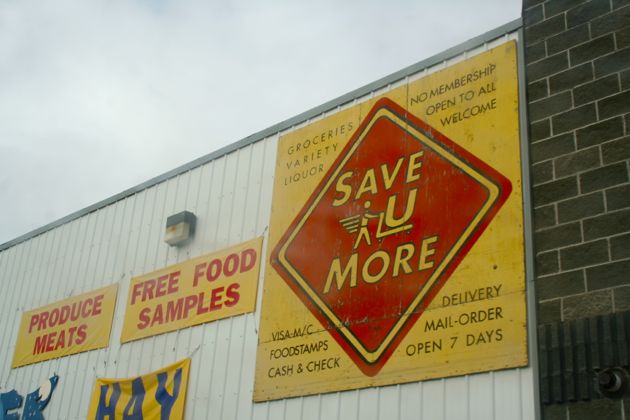 GROCERIES
VARIETY
LIQUOR
NO MEMBERSHIP
OPEN TO ALL
WELCOME
SAVE
U
MORE
VISA-M/C
FOODSTAMPS
CASH & CHECK
DELIVERY
MAIL-ORDER
OPEN 7 DAYS
FREE FOOD
SAMPLES
PRODUCE
MEATS
HAY